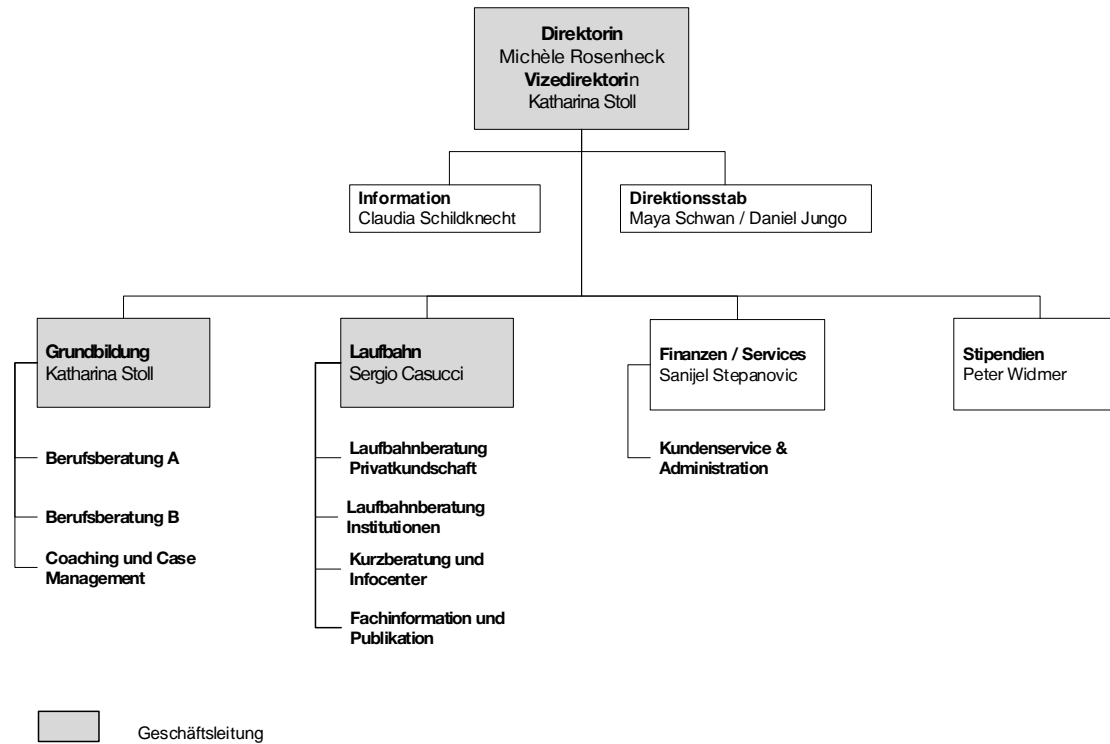 Direktorin
Michèle Rosenheck
Vizedirektorin
Katharina Stoll
Information
Claudia Schildknecht
Direktionsstab
Maya Schwan / Daniel Jungo
Grundbildung
Katharina Stoll
Berufsberatung A
Berufsberatung B
Coaching und Case
Management
Laufbahn
Sergio Casucci
Laufbahnberatung
Privatkundschaft
Laufbahnberatung
Institutionen
Kurzberatung und
Infocenter
Fachinformation und
Publikation
Finanzen / Services
Sanijel Stepanovic
Kundenservice &
Administration
Stipendien
Peter Widmer
Geschäftsleitung